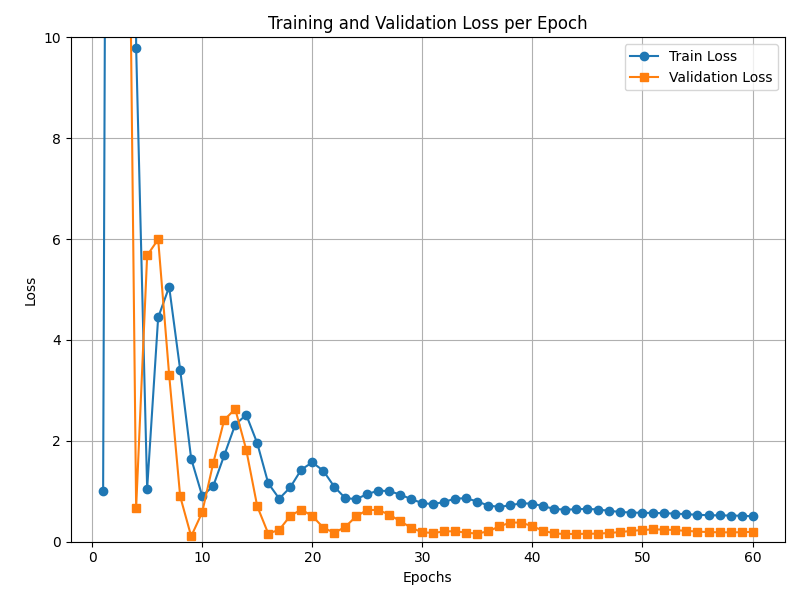 Training and Validation Loss per Epoch
Train Loss
Validation Loss
Loss
10
8
6
4
2
0
0 10 20 30 40 50 60
Epochs